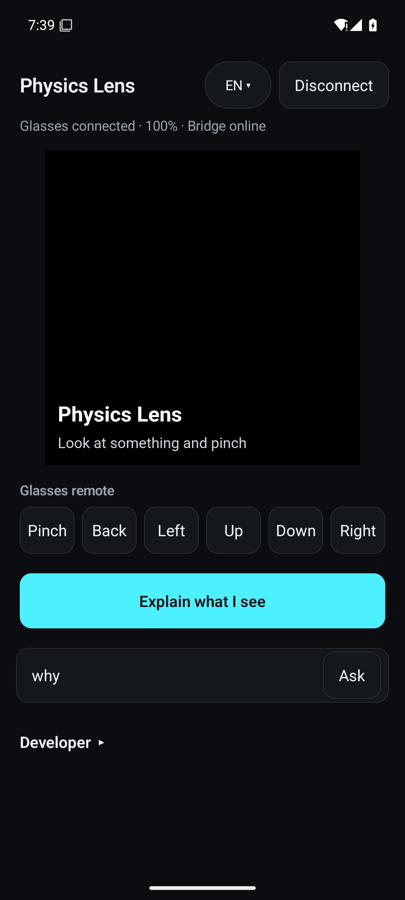 7:39
Physics Lens
EN ▾
Disconnect
Glasses connected · 100% · Bridge online
Physics Lens
Look at something and pinch
Glasses remote
Pinch Back Left Up Down Right
Explain what I see
why
Ask
Developer ▸